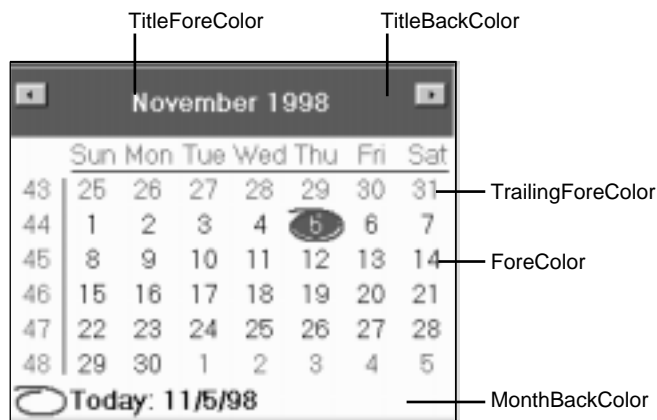 TitleForeColor TitleBackColor
November 1998
Sun Mon Tue Wed Thu Fri Sat
43 25 26 27 28 29 30 31 TrailingForeColor
44 1 2 3 4 5 6 7
45 8 9 10 11 12 13 14 ForeColor
46 15 16 17 18 19 20 21
47 22 23 24 25 26 27 28
48 29 30 1 2 3 4 5
Today: 11/5/98 MonthBackColor